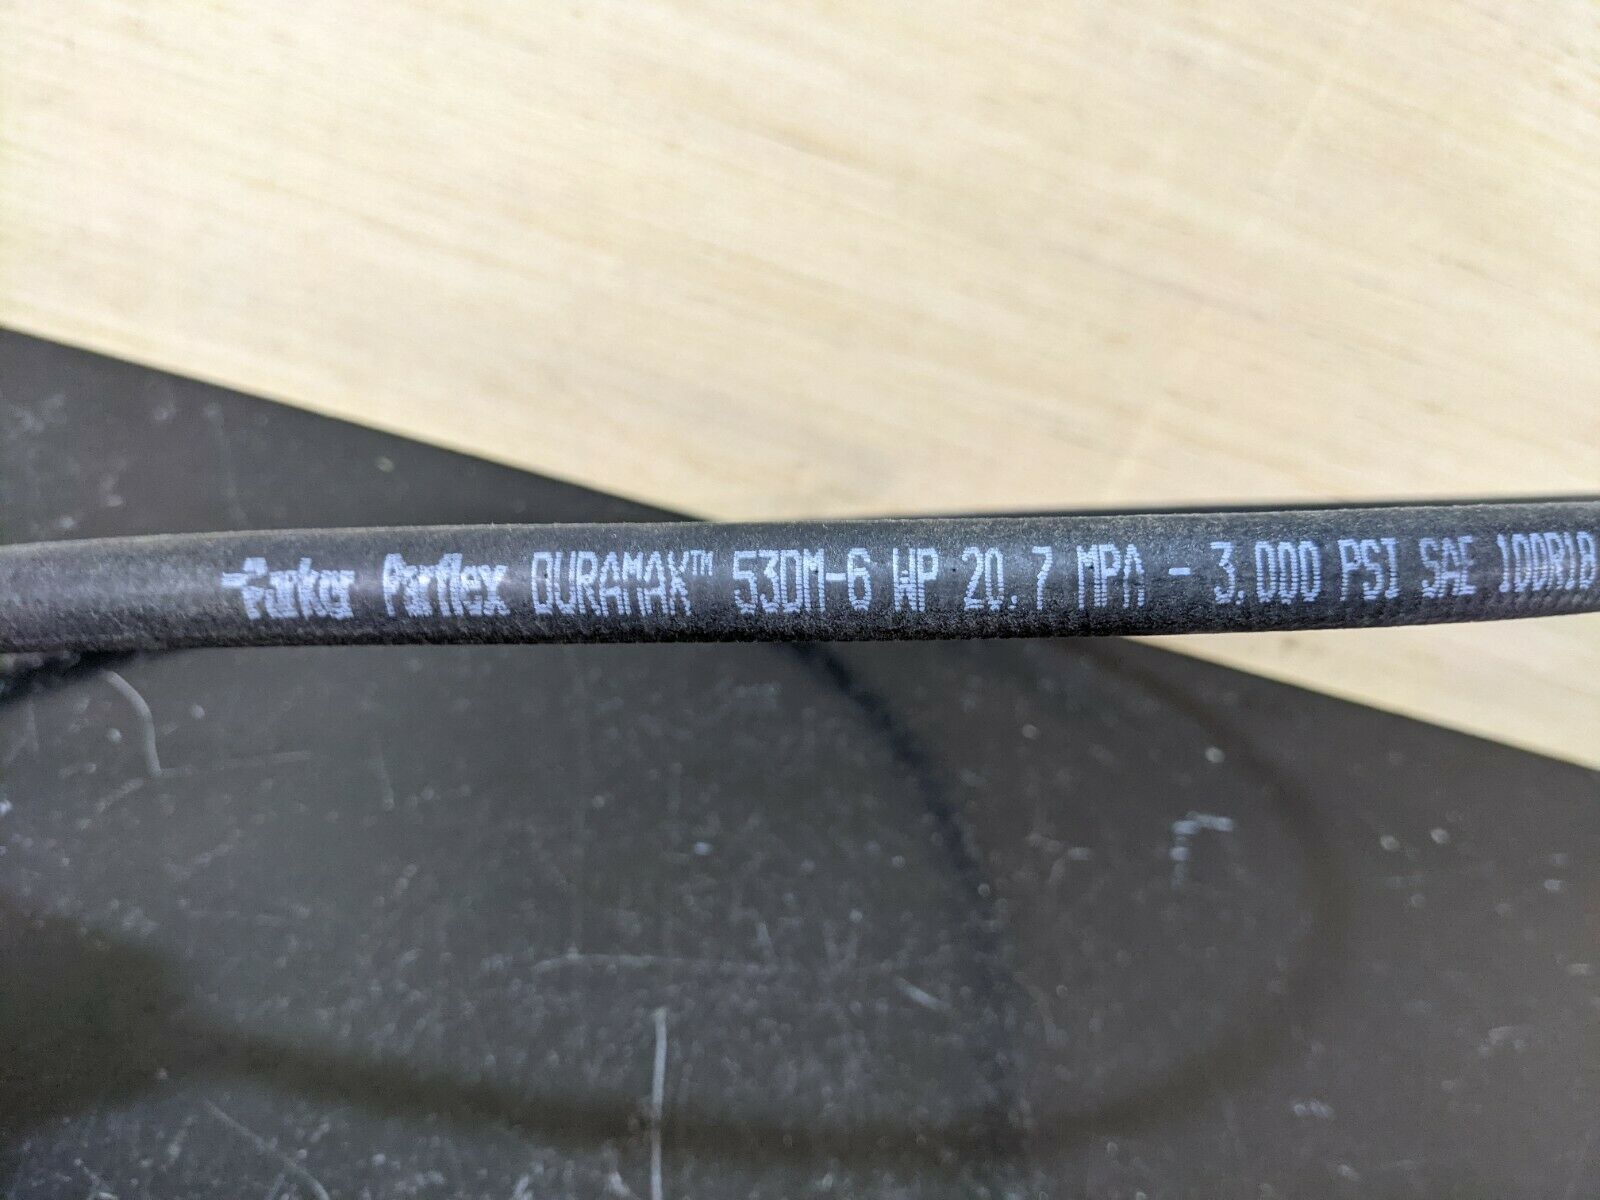 Parker Parflex DURAMAX™ 53DM-6 WP 20.7 MPA - 3,000 PSI SAE 100R18